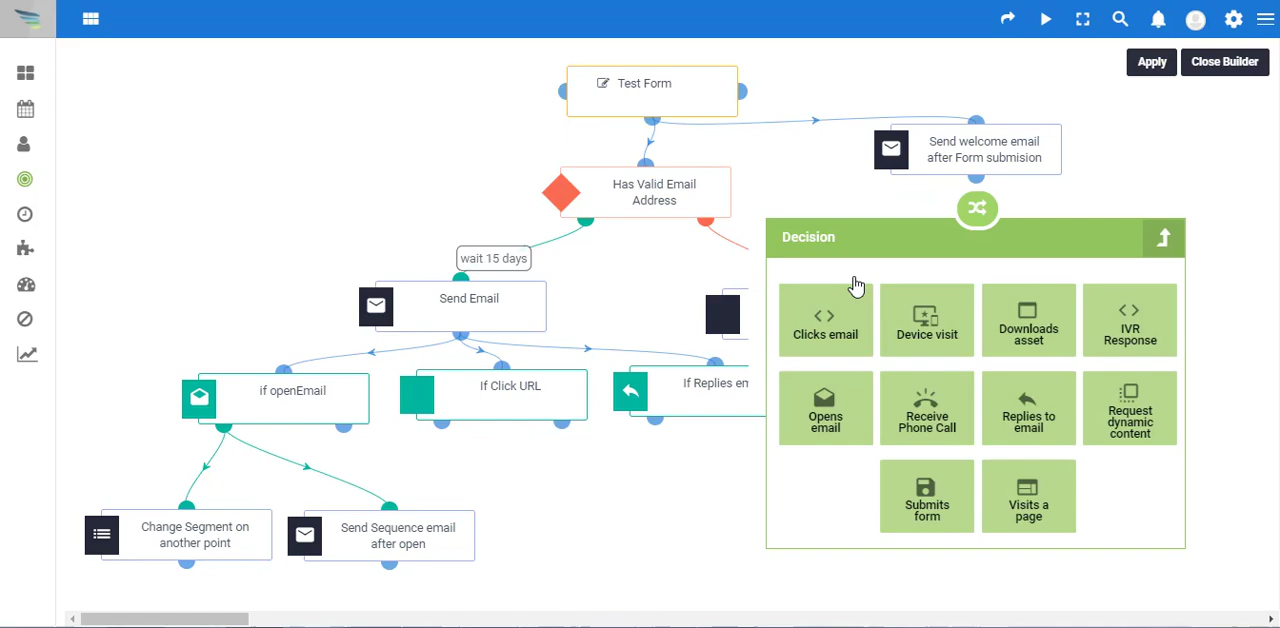 Apply
Close Builder
Test Form
Send welcome email
after Form submision
Has Valid Email
Address
Decision
wait 15 days
Send Email
Clicks email
Device visit
Downloads
asset
IVR
Response
if openEmail
If Click URL
If Replies em
Opens
email
Receive
Phone Call
Replies to
email
Request
dynamic
content
Submits
form
Visits a
page
Change Segment on
another point
Send Sequence email
after open